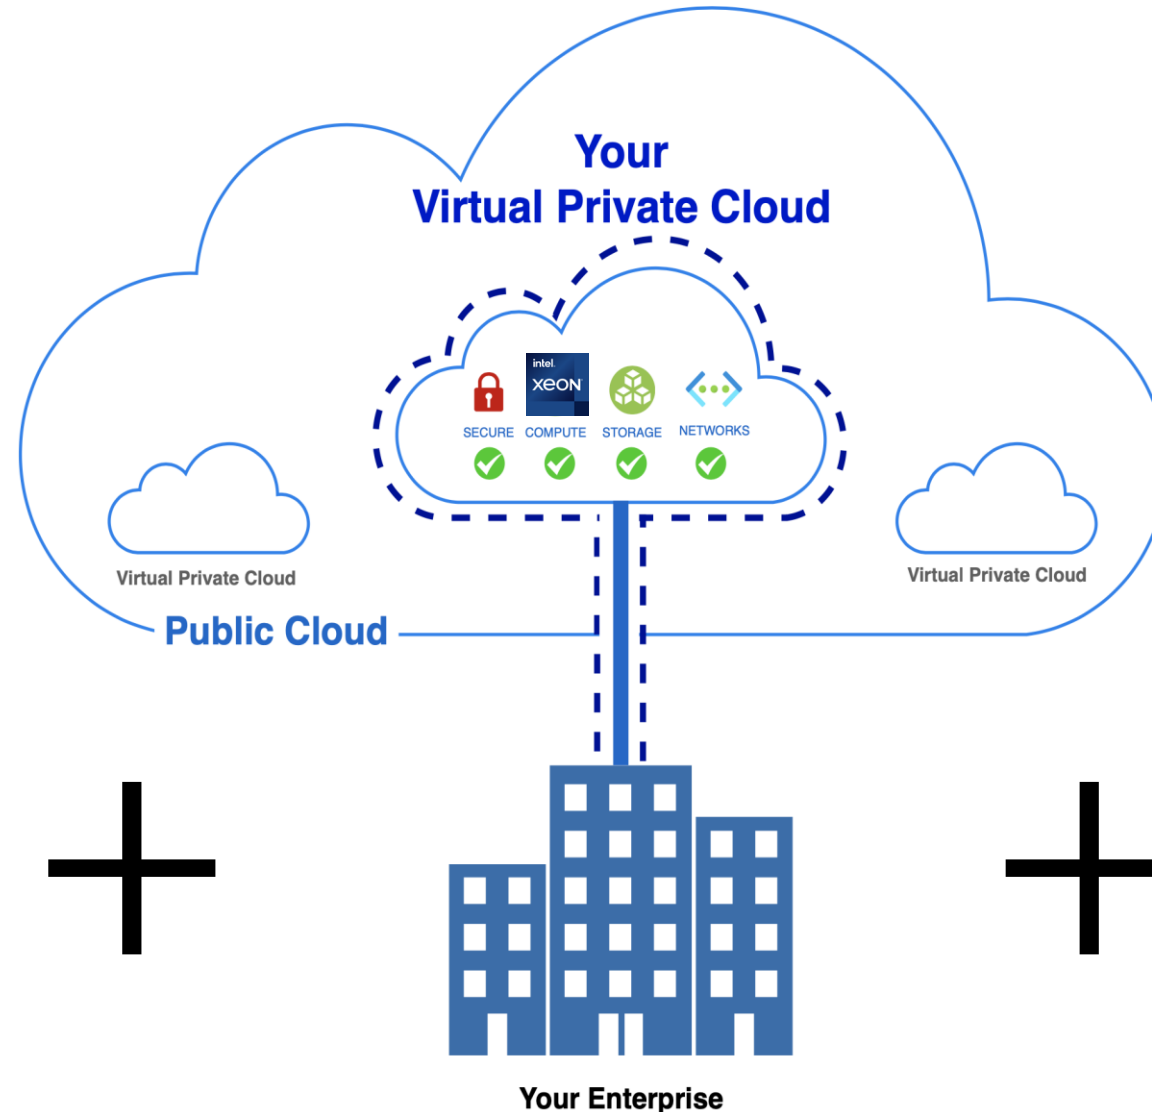 Your
Virtual Private Cloud
intel.
xeon
SECURE COMPUTE STORAGE NETWORKS
Virtual Private Cloud
Virtual Private Cloud
Public Cloud
Your Enterprise